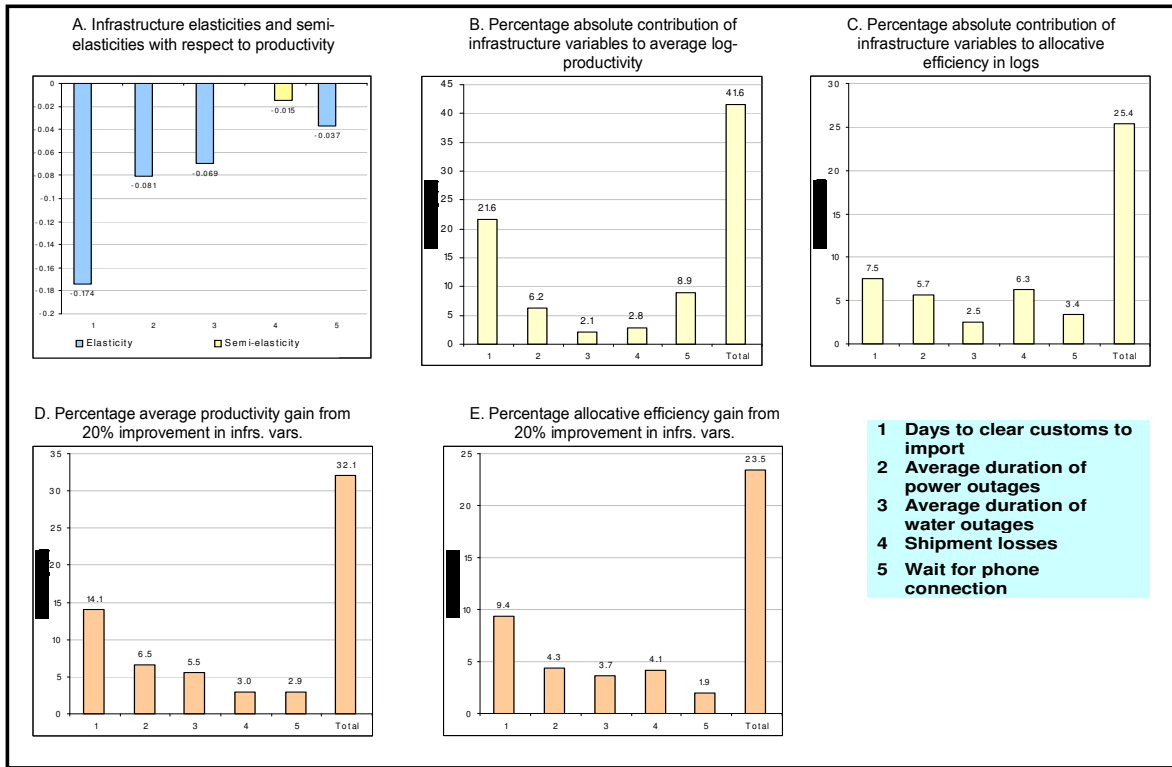 A. Infrastructure elasticities and semi-
elasticities with respect to productivity
0
-0.02
-0.04
-0.06
-0.08
-0.1
-0.12
-0.14
-0.16
-0.18
-0.2
-0.174
-0.081
-0.069
-0.015
-0.037
1 2 3 4 5
Elasticity Semi-elasticity
B. Percentage absolute contribution of
infrastructure variables to average log-
productivity
45
40
35
30
25
20
15
10
5
0
21.6
6.2
2.1
2.8
8.9
41.6
1 2 3 4 5 Total
C. Percentage absolute contribution of
infrastructure variables to allocative
efficiency in logs
30
25
20
15
10
5
0
7.5
5.7
2.5
6.3
3.4
25.4
1 2 3 4 5 Total
D. Percentage average productivity gain from
20% improvement in infrs. vars.
35
30
25
20
15
10
5
0
14.1
6.5
5.5
3.0
2.9
32.1
1 2 3 4 5 Total
E. Percentage allocative efficiency gain from
20% improvement in infrs. vars.
25
20
15
10
5
0
9.4
4.3
3.7
4.1
1.9
23.5
1 2 3 4 5 Total
1 Days to clear customs to
import
2 Average duration of
power outages
3 Average duration of
water outages
4 Shipment losses
5 Wait for phone
connection